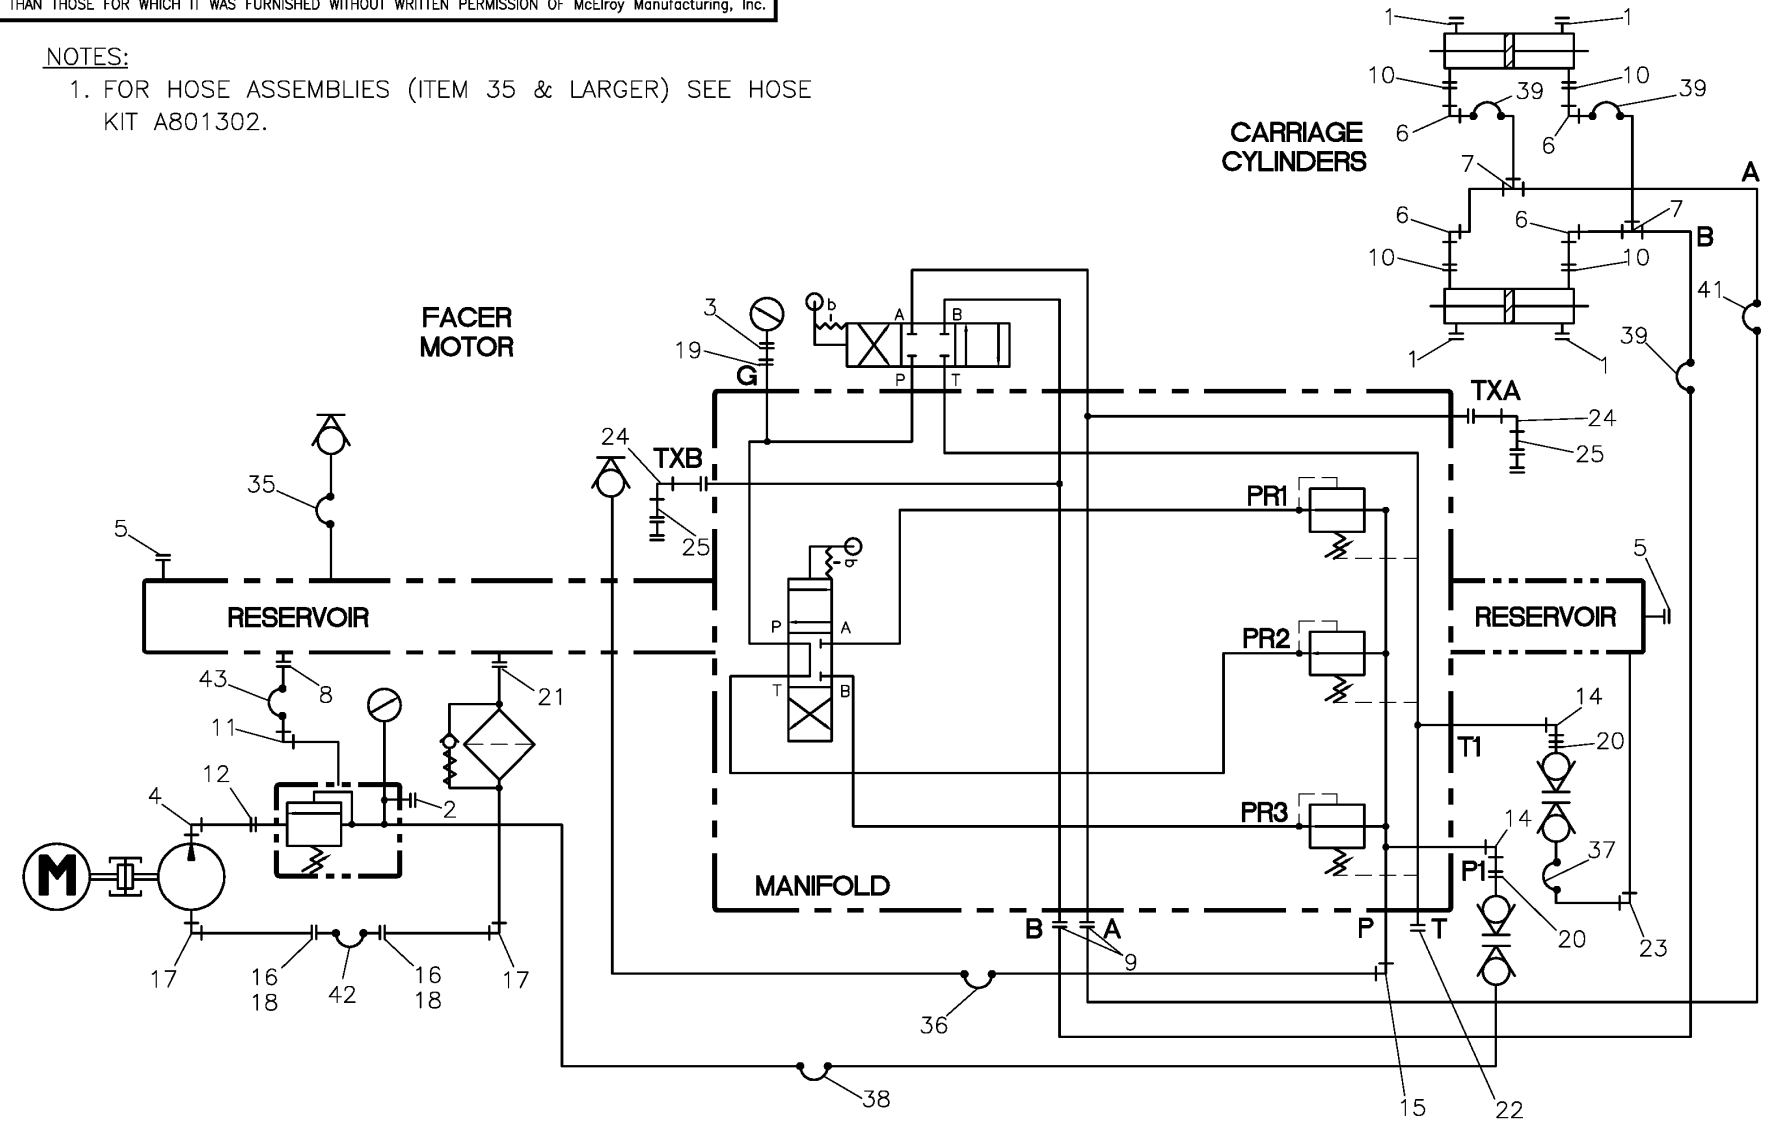 THAN THOSE FOR WHICH IT WAS FURNISHED WITHOUT WRITTEN PERMISSION OF McElroy Manufacturing, Inc.
NOTES:
1. FOR HOSE ASSEMBLIES (ITEM 35 & LARGER) SEE HOSE
KIT A801302.
1 1
10 10
39 39
6 6
CARRIAGE
CYLINDERS
7 A
6 6 7 B
10 10
41
1 1
39
FACER
MOTOR
3
19
G
b
A B
P T
TXA
24
25
24 TXB
25
35
5
PR1
a
5
RESERVOIR
RESERVOIR
P A
T B
PR2
43 8 21
11
14
T1 20
12
4 2
PR3
14
37
P1
M
MANIFOLD
B A P T
20 23
9
17 16 42 16 17
18 18
36
38
15 22